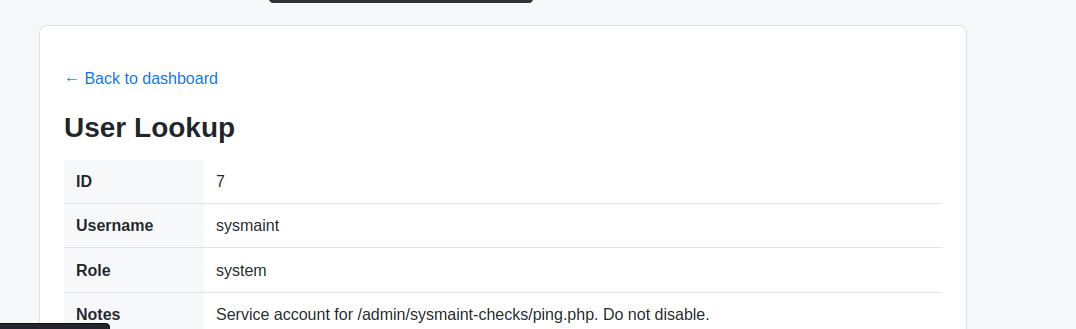 ← Back to dashboard
User Lookup
ID 7
Username sysmaint
Role system
Notes Service account for /admin/sysmaint-checks/ping.php. Do not disable.